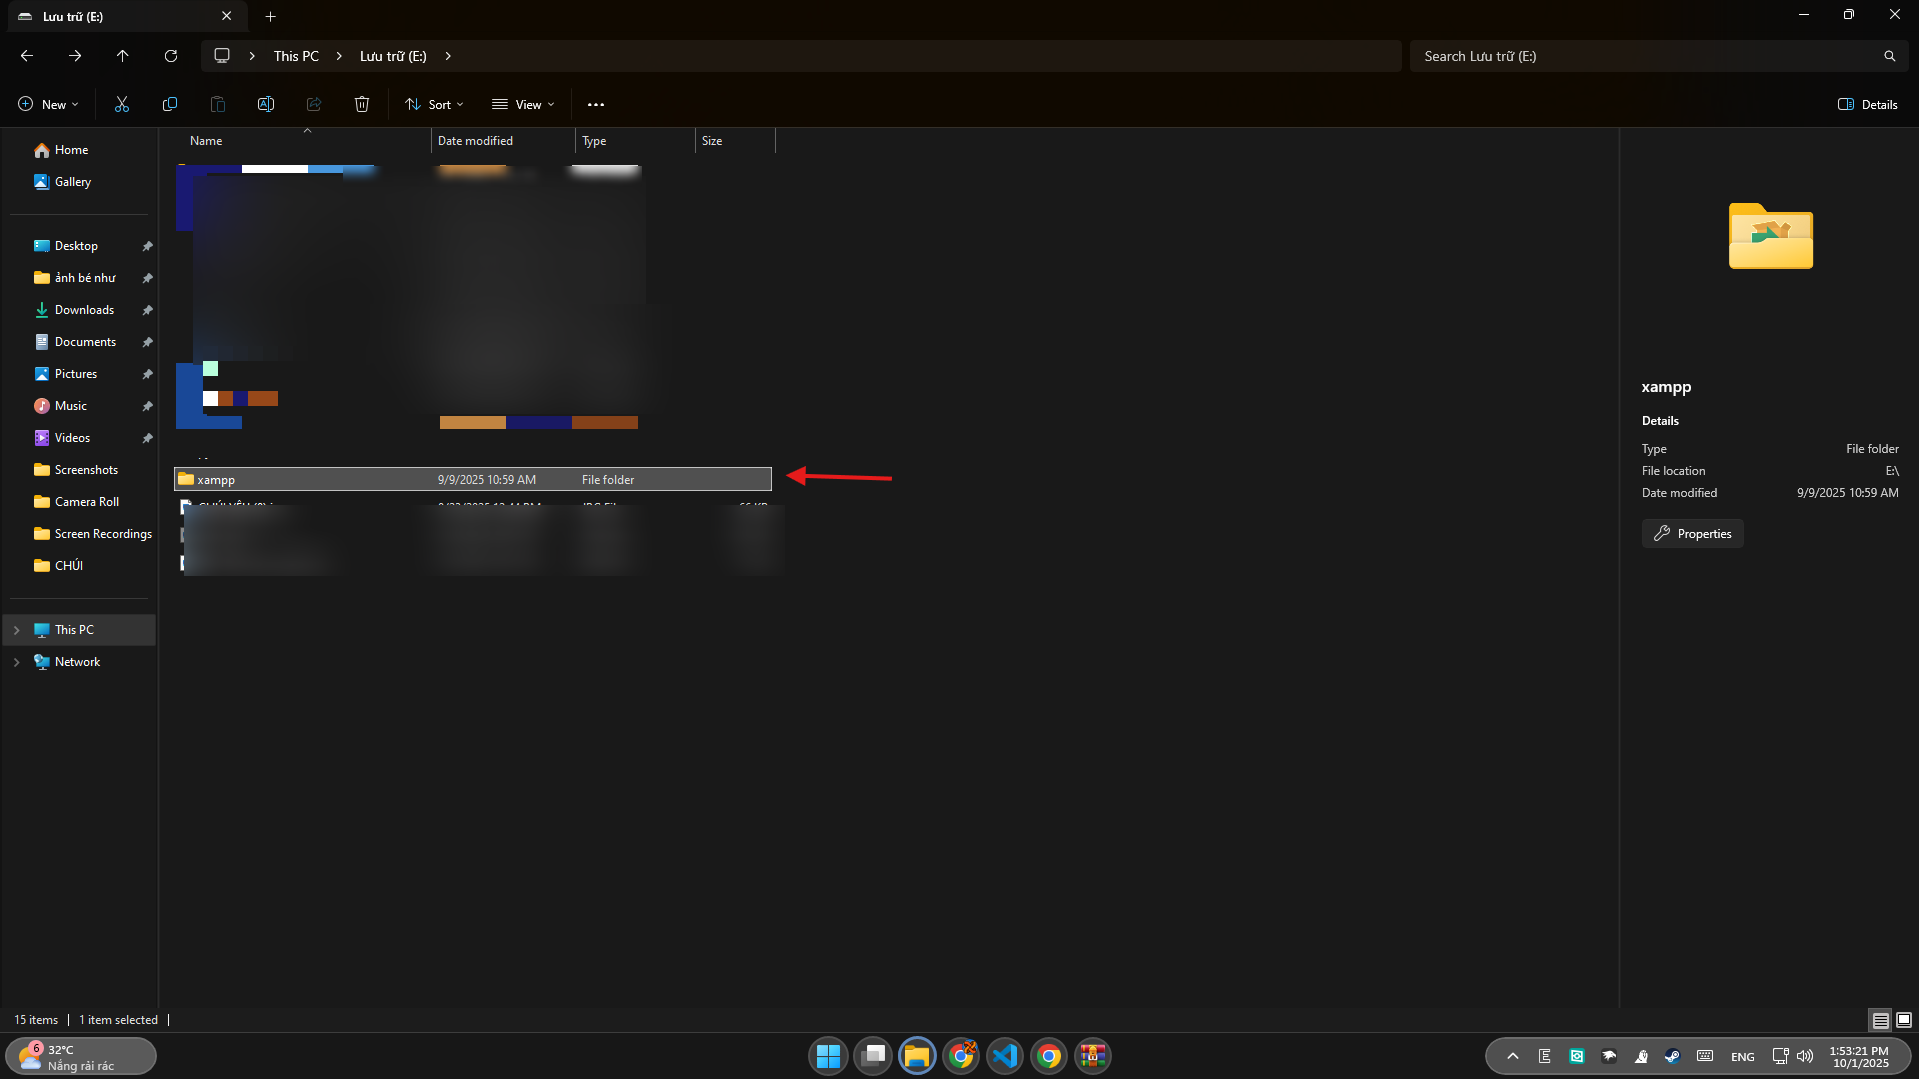 Lưu trữ (E:)
This PC
Lưu trữ (E:)
Search Lưu trữ (E:)
New
Sort
View
Details
Name
Date modified
Type
Size
Home
Gallery
Desktop
ảnh bé như
Downloads
Documents
Pictures
Music
Videos
Screenshots
Camera Roll
Screen Recordings
CHÚI
This PC
Network
xampp 9/9/2025 10:59 AM File folder
xampp
Details
Type File folder
File location E:\
Date modified 9/9/2025 10:59 AM
Properties
15 items
1 item selected
6
32°C
Nắng rải rác
ENG
1:53:21 PM
10/1/2025